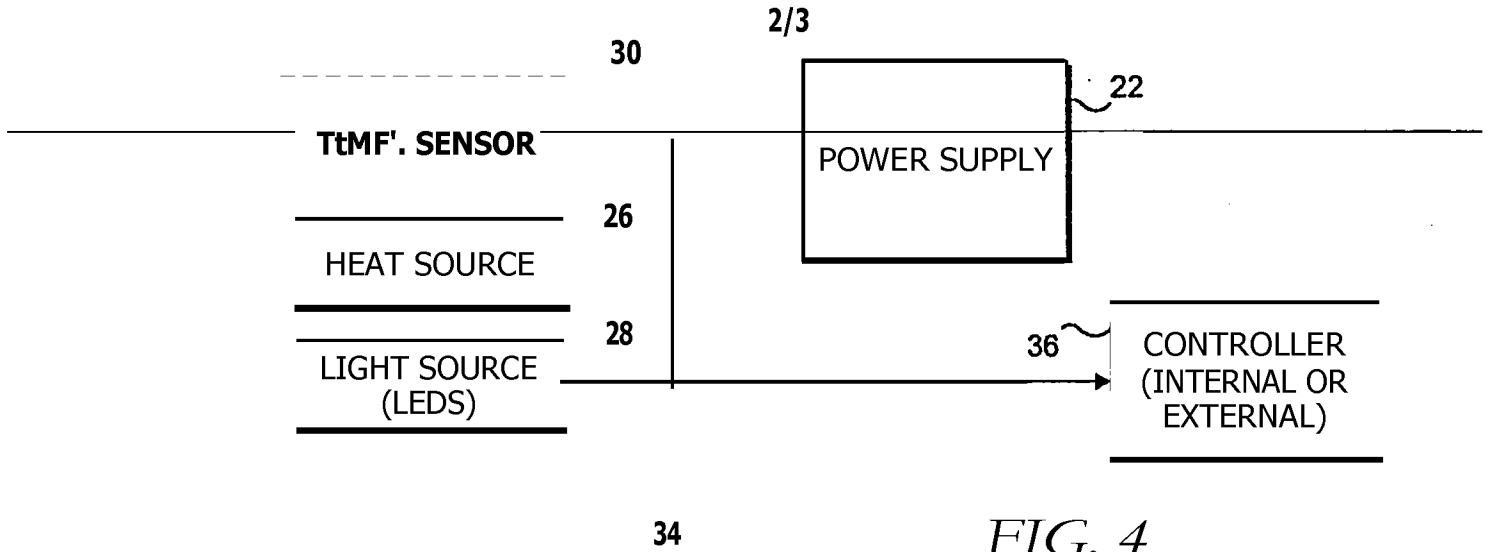 2/3
30
22
TtMF'. SENSOR
POWER SUPPLY
26
HEAT SOURCE
28
36
LIGHT SOURCE
(LEDS)
CONTROLLER
(INTERNAL OR
EXTERNAL)
34
FIG. 4